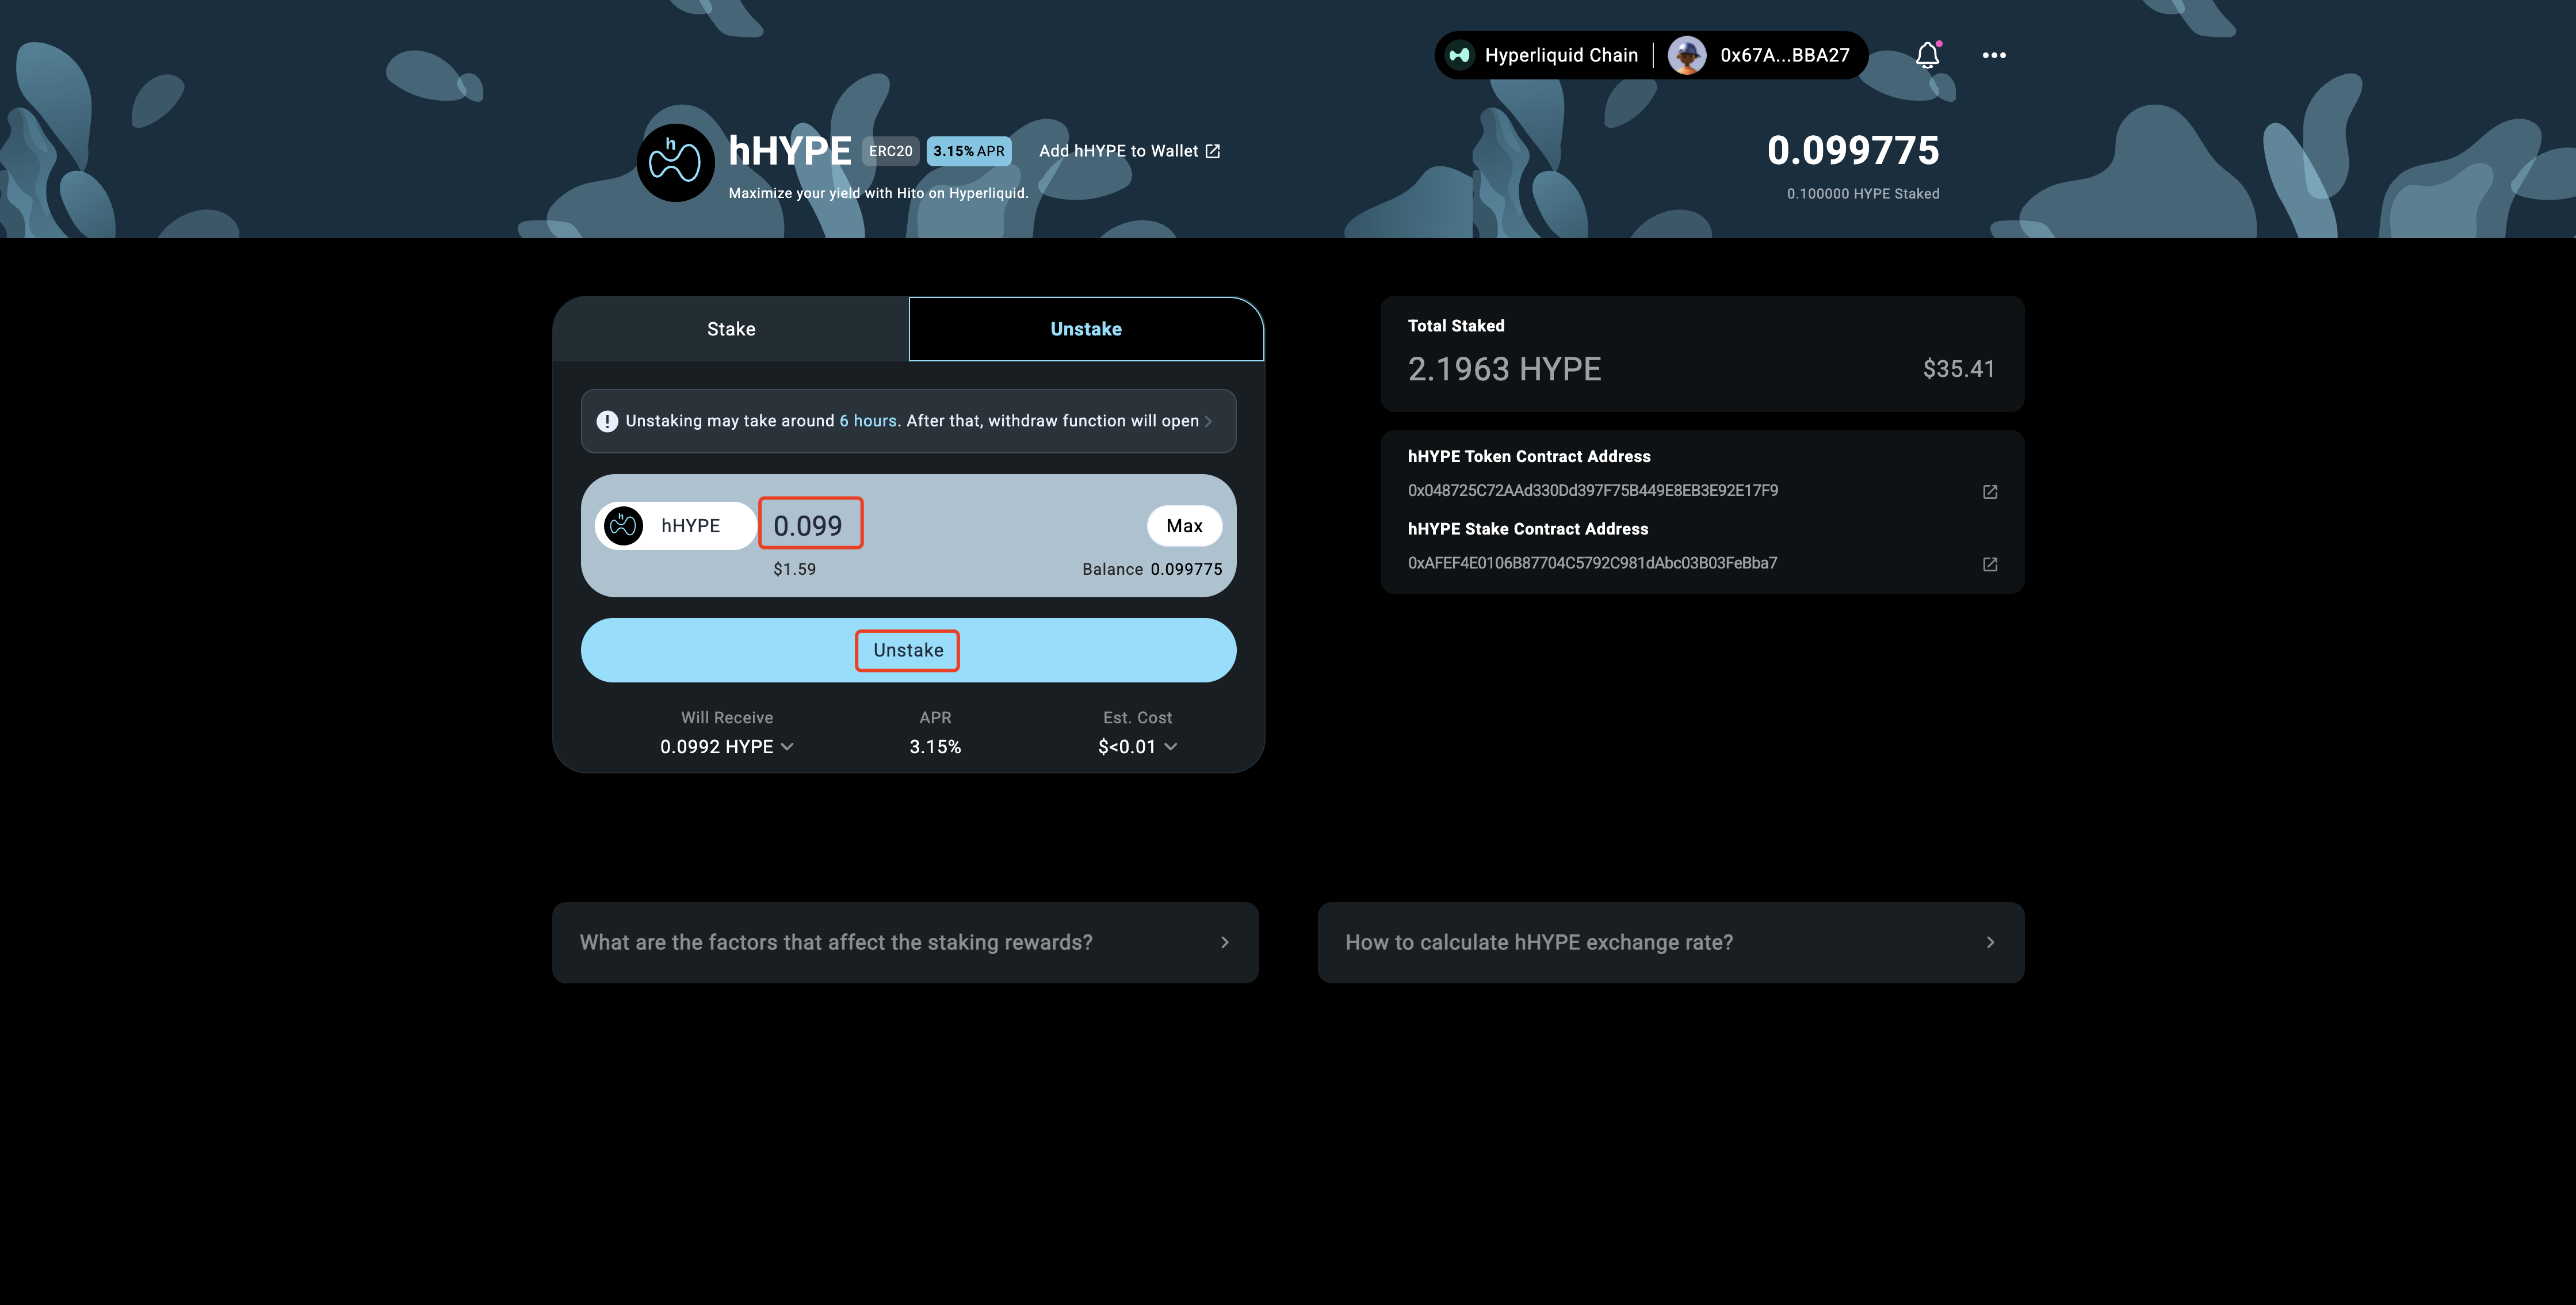 Hyperliquid Chain
0x67A...BBA27
h
hHYPE
ERC20
3.15% APR
Add hHYPE to Wallet
Maximize your yield with Hito on Hyperliquid.
0.099775
0.100000 HYPE Staked
Stake
Unstake
Unstaking may take around 6 hours. After that, withdraw function will open
h
hHYPE
0.099
Max
$1.59
Balance 0.099775
Unstake
Will Receive
APR
Est. Cost
0.0992 HYPE
3.15%
$<0.01
Total Staked
2.1963 HYPE
$35.41
hHYPE Token Contract Address
0x048725C72AAd330Dd397F75B449E8EB3E92E17F9
hHYPE Stake Contract Address
0xAFEF4E0106B87704C5792C981dAbc03B03FeBba7
What are the factors that affect the staking rewards?
How to calculate hHYPE exchange rate?